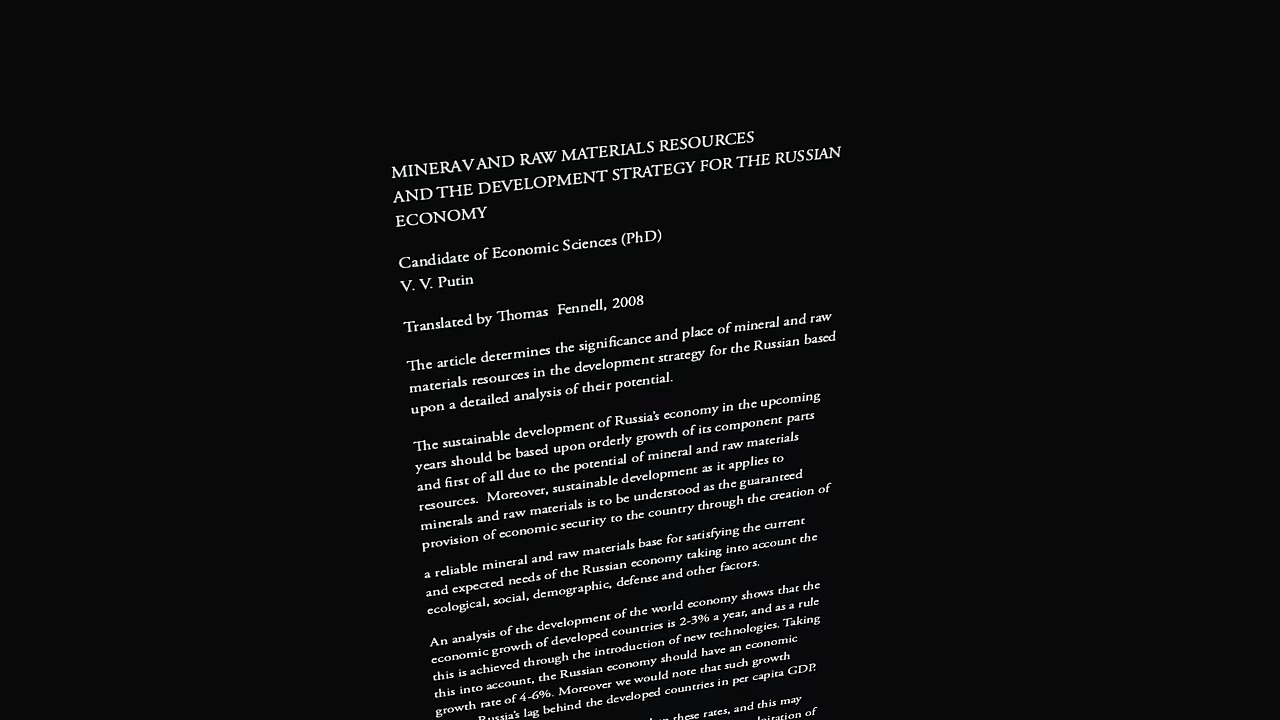 MINERAV AND RAW MATERIALS RESOURCES
AND THE DEVELOPMENT STRATEGY FOR THE RUSSIAN
ECONOMY
Candidate of Economic Sciences (PhD)
V. V. Putin
Translated by Thomas Fennell, 2008
The article determines the significance and place of mineral and raw
materials resources in the development strategy for the Russian based
upon a detailed analysis of their potential.
The sustainable development of Russia's economy in the upcoming
years should be based upon orderly growth of its component parts
and first of all due to the potential of mineral and raw materials
resources. Moreover, sustainable development as it applies to
minerals and raw materials is to be understood as the guaranteed
provision of economic security to the country through the creation of
a reliable mineral and raw materials base for satisfying the current
and expected needs of the Russian economy taking into account the
ecological, social, demographic, defense and other factors.
An analysis of the development of the world economy shows that the
economic growth of developed countries is 2-3% a year, and as a rule
this is achieved through the introduction of new technologies. Taking
this into account, the Russian economy should have an economic
growth rate of 4-6%. Moreover we would note that such growth
Russia's lag behind the developed countries in per capita GDP.
these rates, and this may
of